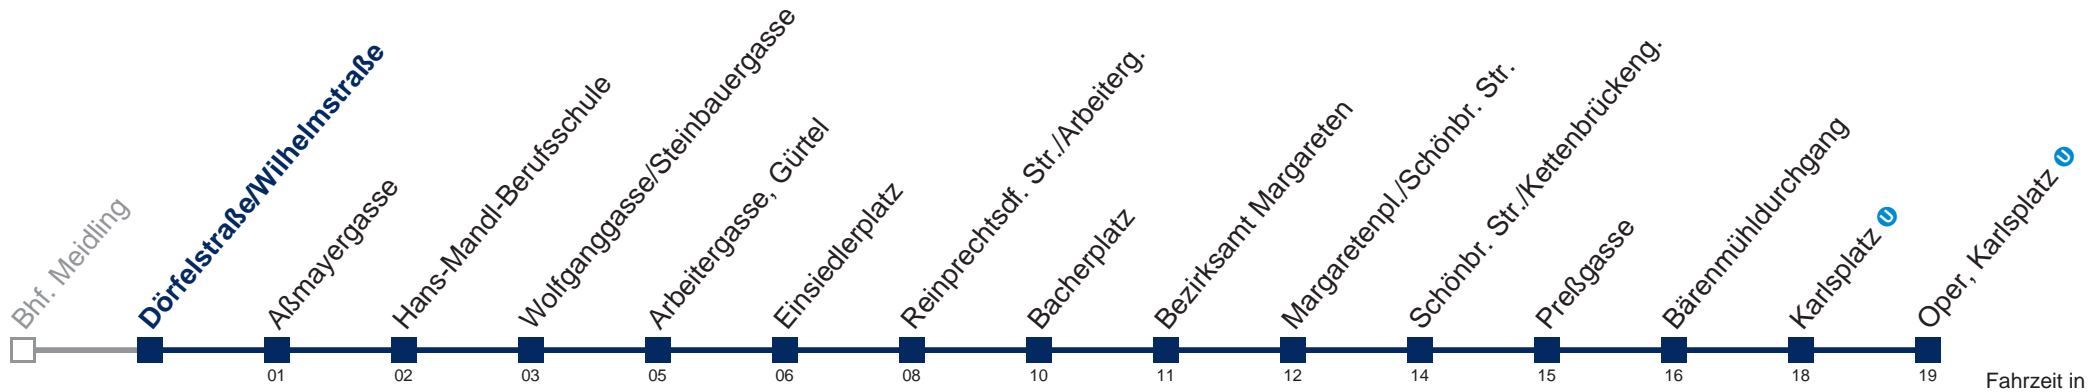 Bhf. Meidling
Dörfelstraße/Wilhelmstraße
Aßmayergasse
Hans-Mandl-Berufsschule
Wolfganggasse/Steinbauergasse
Arbeitergasse, Gürtel
Einsiedlerplatz
Reinprechtsdf. Str./Arbeiterg.
Bacherplatz
Bezirksamt Margareten
Margaretenpl./Schönbr. Str.
Schönbr. Str./Kettenbrückeng.
Preßgasse
Bärenmühldurchgang
Karlsplatz U
Oper, Karlsplatz U
01 02 03 05 06 08 10 11 12 14 15 16 18 19 Fahrzeit in